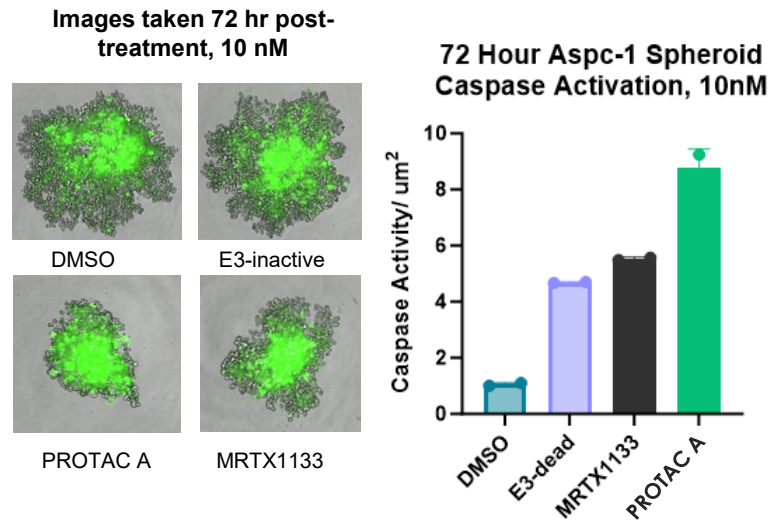 Images taken 72 hr post-
treatment, 10 nM
DMSO
E3-inactive
PROTAC A
MRTX1133
72 Hour Aspc-1 Spheroid
Caspase Activation, 10nM
Caspase Activity/ um²
10
8
6
4
2
0
DMSO
E3-dead
MRTX1133
PROTAC A